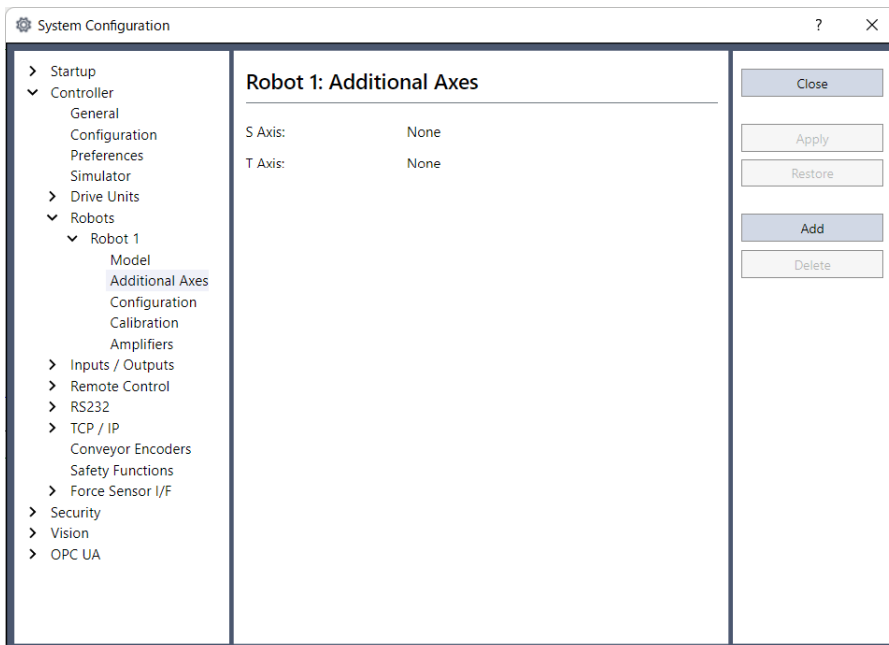 System Configuration
?
Startup
Controller
General
Configuration
Preferences
Simulator
Drive Units
Robots
Robot 1
Model
Additional Axes
Configuration
Calibration
Amplifiers
Inputs / Outputs
Remote Control
RS232
TCP / IP
Conveyor Encoders
Safety Functions
Force Sensor I/F
Security
Vision
OPC UA
Robot 1: Additional Axes
S Axis: None
T Axis: None
Close
Apply
Restore
Add
Delete